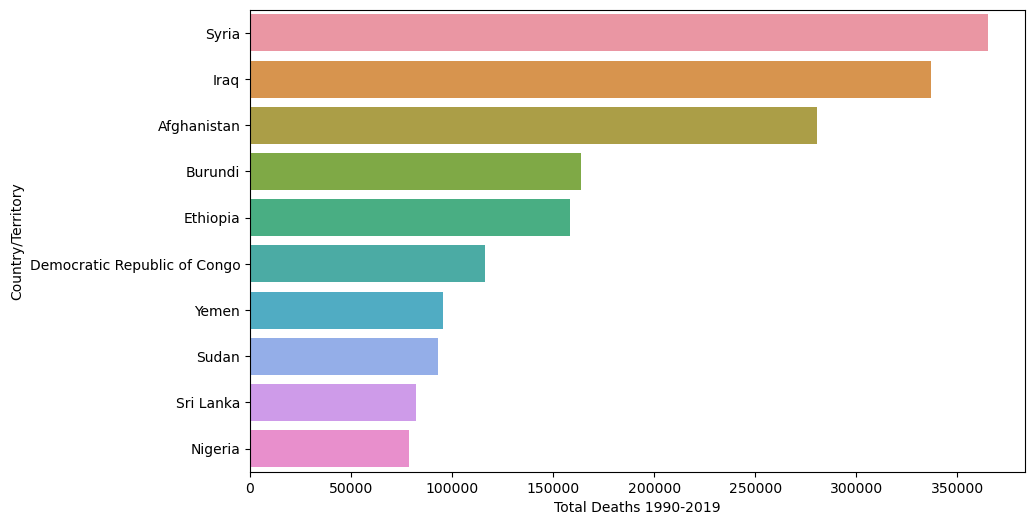 Country/Territory
Syria
Iraq
Afghanistan
Burundi
Ethiopia
Democratic Republic of Congo
Yemen
Sudan
Sri Lanka
Nigeria
0 50000 100000 150000 200000 250000 300000 350000
Total Deaths 1990-2019